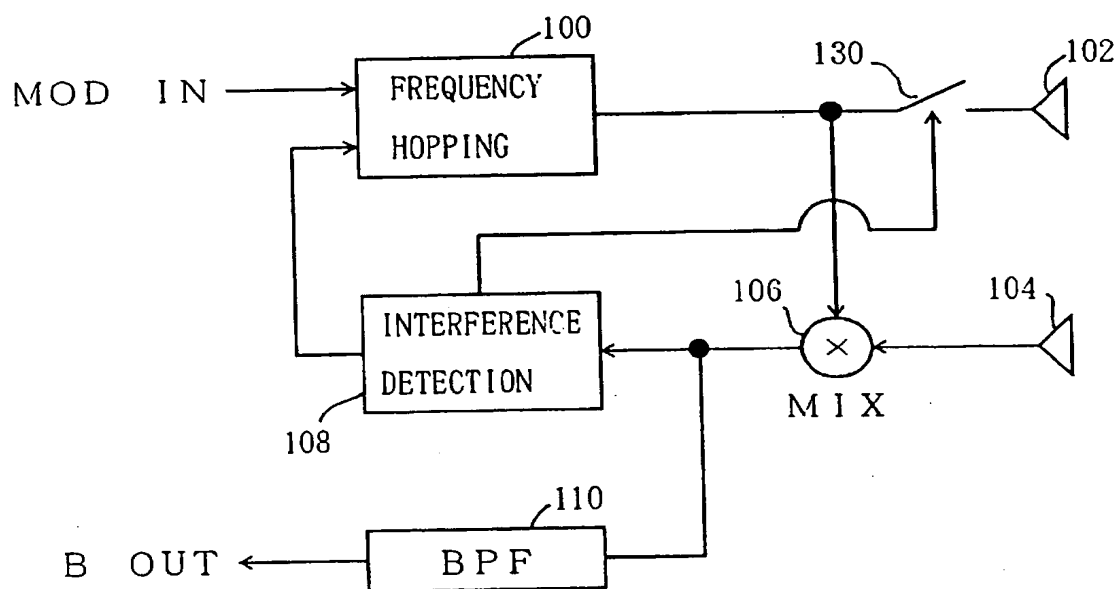 100
130
102
MOD IN
FREQUENCY
HOPPING
106
104
INTERFERENCE
DETECTION
×
MIX
108
110
B OUT
BPF